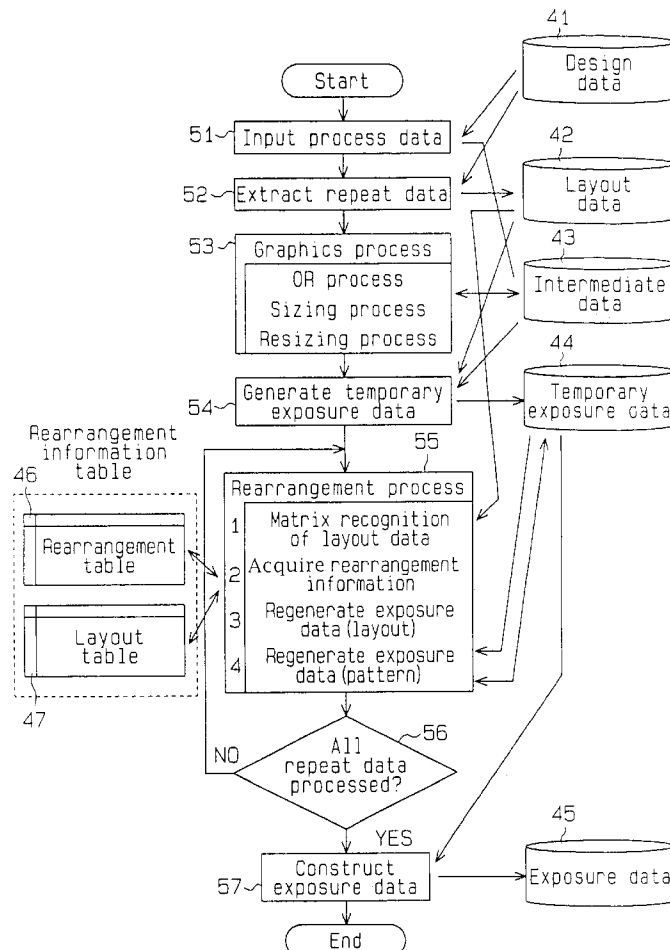 Start
41
Design
data
51
Input process data
42
Layout
data
52
Extract repeat data
53
Graphics process
OR process
Sizing process
Resizing process
43
Intermediate
data
44
Temporary
exposure data
54
Generate temporary
exposure data
Rearrangement
information
table
46
Rearrangement
table
Layout
table
47
55
Rearrangement process
1
Matrix recognition
of layout data
2
Acquire rearrangement
information
3
Regenerate exposure
data(layout)
4
Regenerate exposure
data(pattern)
56
NO
All
repeat data
processed?
YES
57
Construct
exposure data
45
Exposure data
End